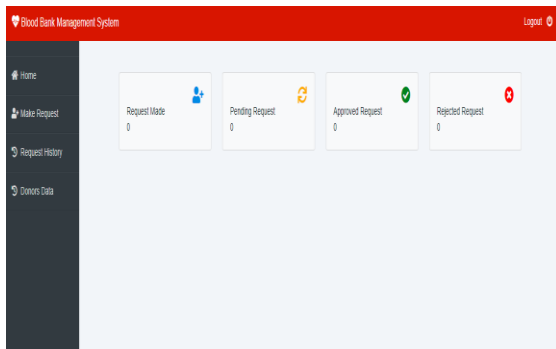 Blood Bank Management System
Logout
Home
Make Request
Request History
Donors Data
Request Made
0
Pending Request
0
Approved Request
0
Rejected Request
0